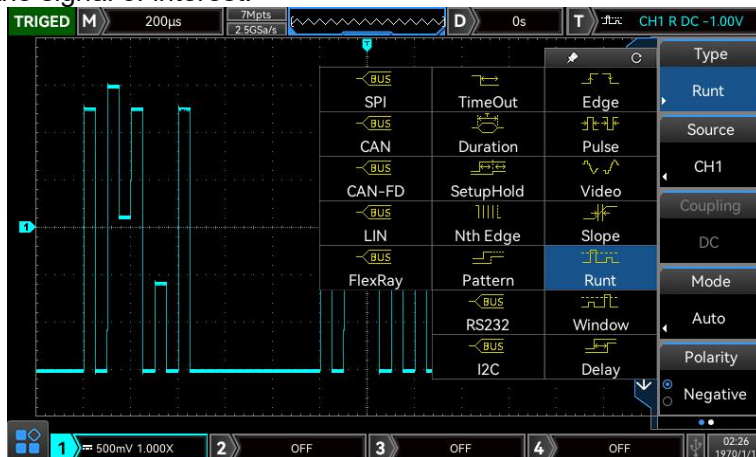 the signal of interest.
TRIGED M 200μs 7Mpts D 0s T CH1 R DC -1.00V
2.5GSa/s
Type
Runt
Source
CH1
Coupling
DC
Mode
Auto
Polarity
Negative
C
BUS
SPI TimeOut Edge
BUS
CAN Duration Pulse
BUS
CAN-FD SetupHold Video
BUS
LIN Nth Edge Slope
BUS
FlexRay Pattern Runt
BUS
RS232 Window
BUS
I2C Delay
T
1
1 500mV 1.000X 2 OFF 3 OFF 4 OFF 02:26
1970/1/